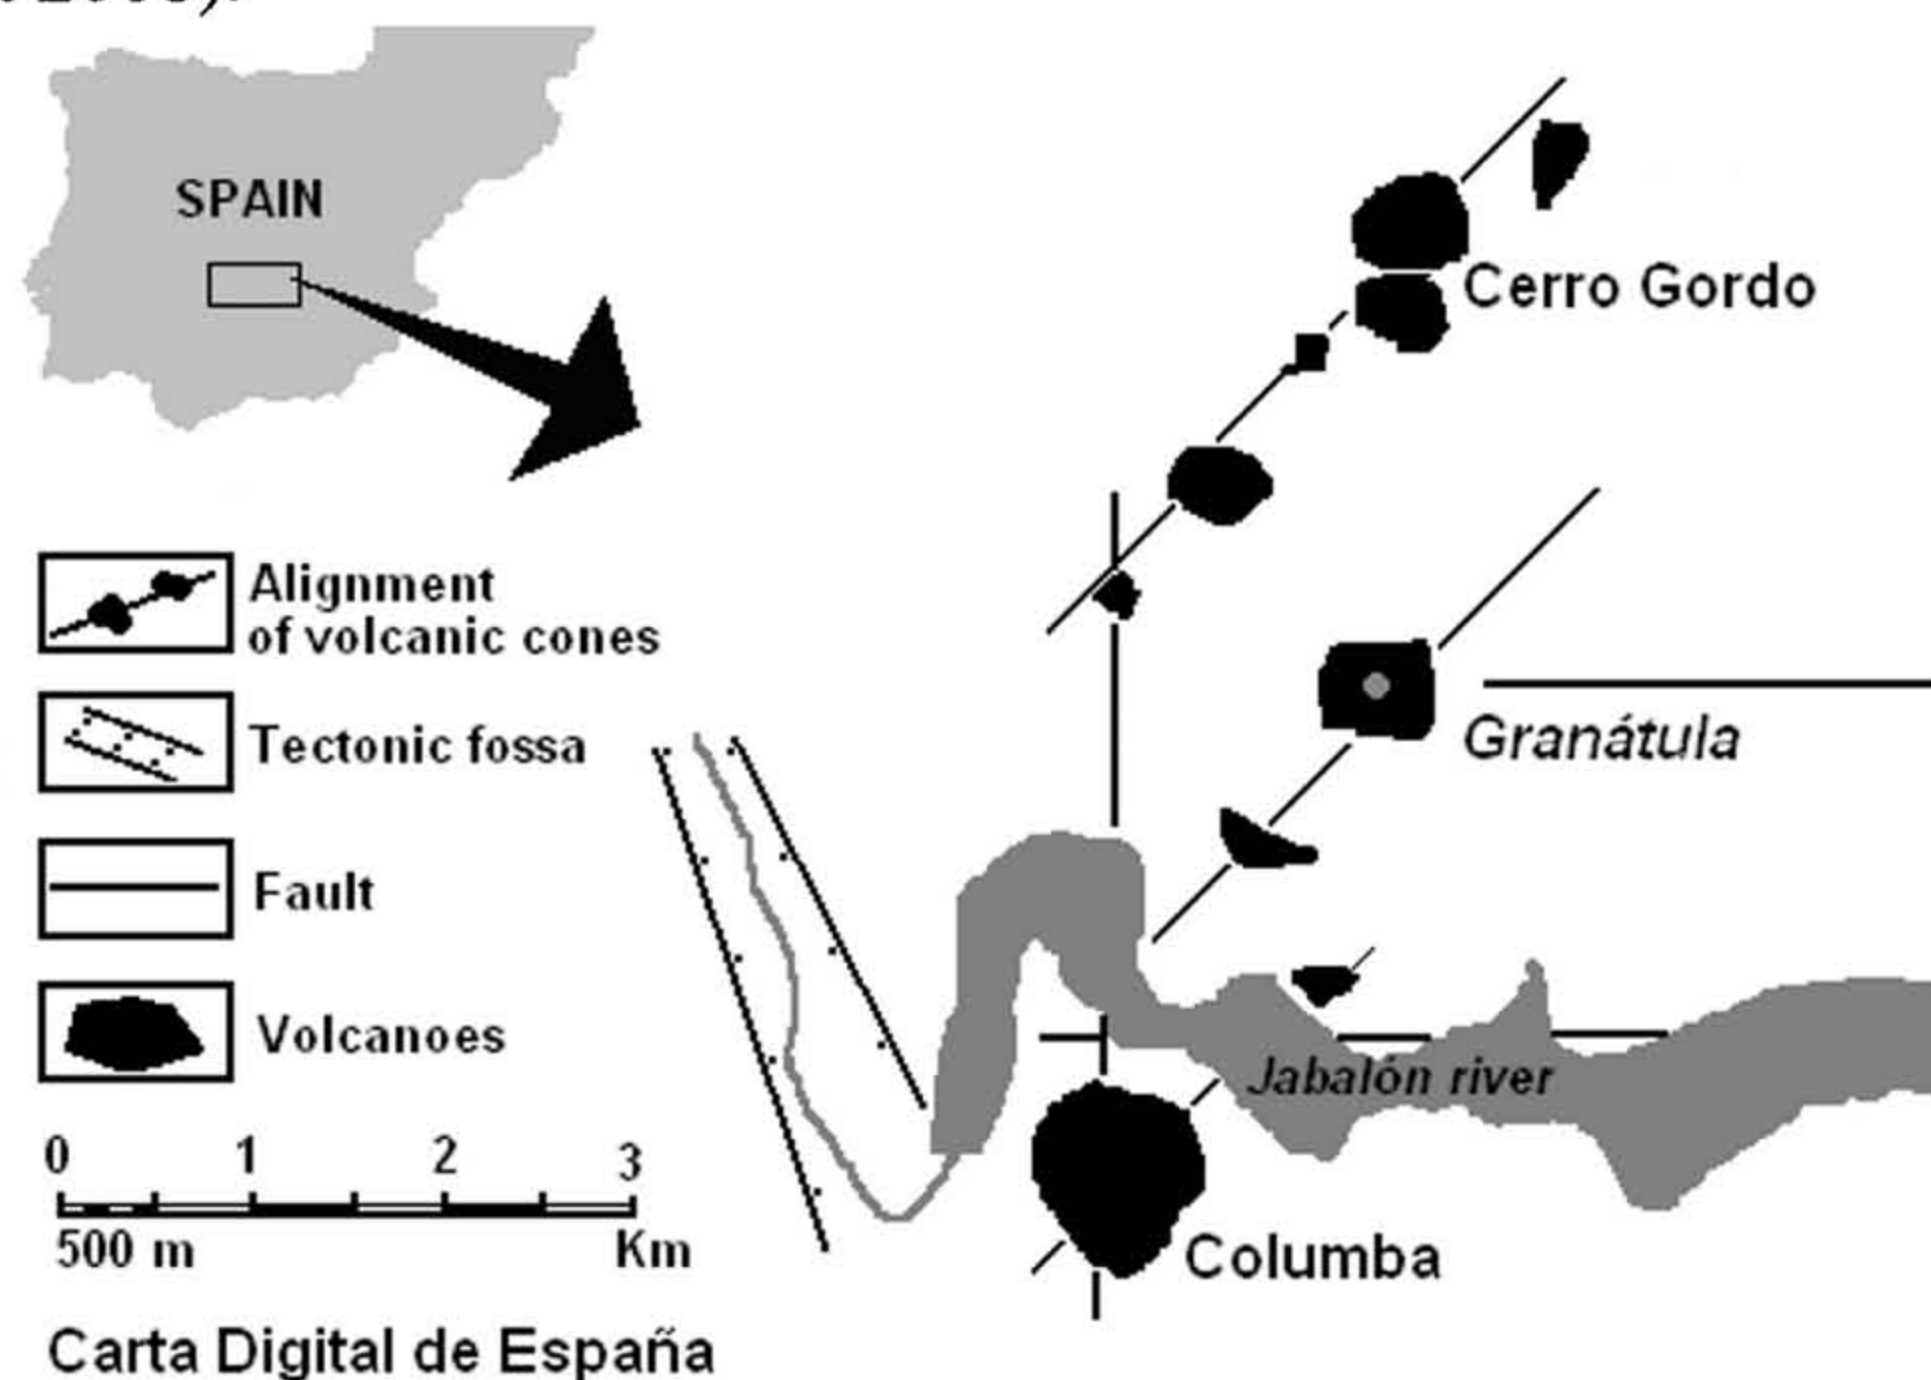 SPAIN
Cerro Gordo
Alignment
of volcanic cones
Tectonic fossa
Granátula
Fault
Volcanoes
Jabalón river
0 1 2 3
500 m Km
Columba
Carta Digital de España